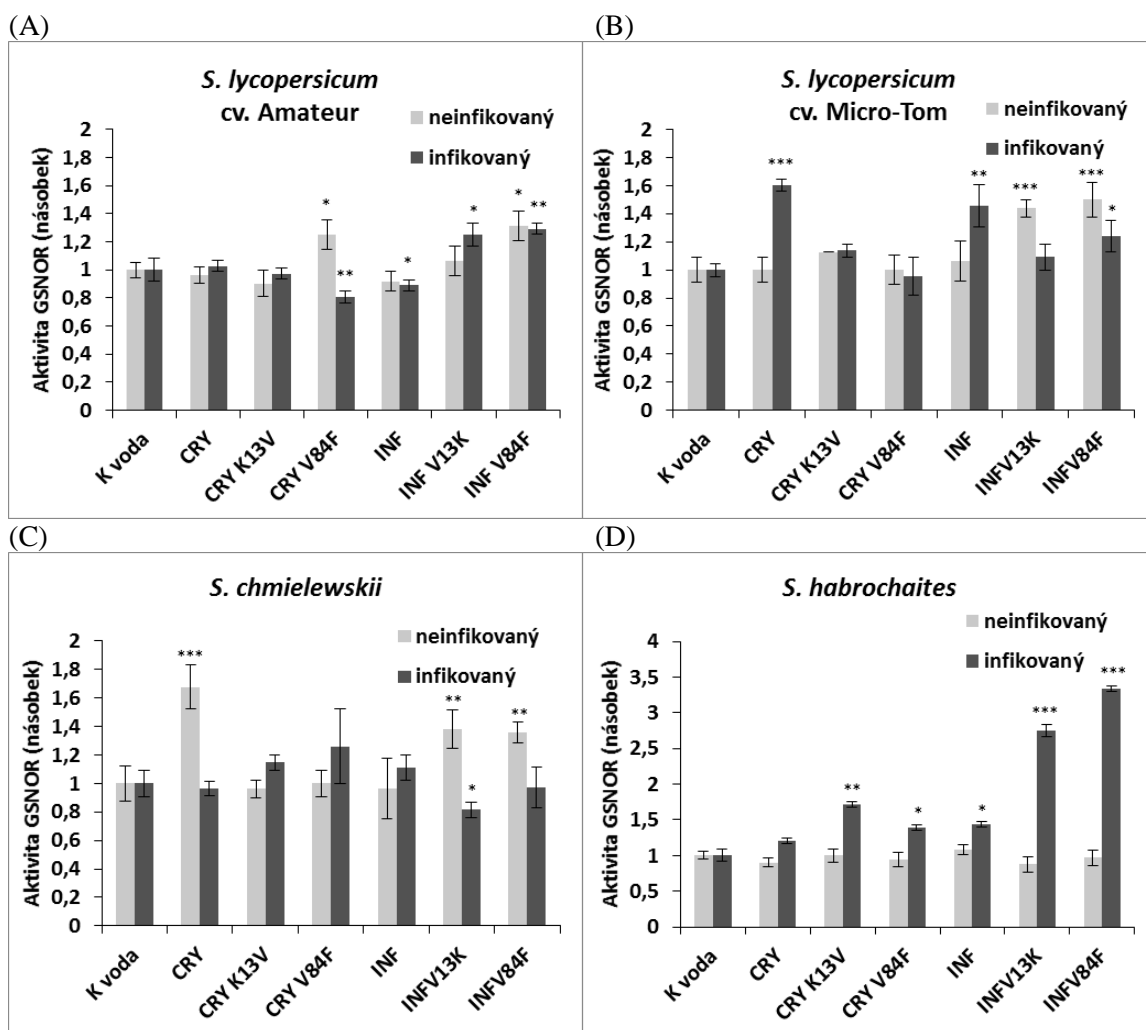 (A)
S. lycopersicum
cv. Amateur
neinfikovaný
infikovaný
Aktivita GSNOR (násobek)
2
1,8
1,6
1,4
1,2
1
0,8
0,6
0,4
0,2
0
*
**
*
*
*
**
K voda
CRY
CRY K13V
CRY V84F
INF
INF V13K
INF V84F
(B)
S. lycopersicum
cv. Micro-Tom
neinfikovaný
infikovaný
Aktivita GSNOR (násobek)
2
1,8
1,6
1,4
1,2
1
0,8
0,6
0,4
0,2
0
***
**
***
***
*
K voda
CRY
CRY K13V
CRY V84F
INF
INFV13K
INFV84F
(C)
S. chmielewskii
neinfikovaný
infikovaný
Aktivita GSNOR (násobek)
2
1,8
1,6
1,4
1,2
1
0,8
0,6
0,4
0,2
0
***
**
*
**
K voda
CRY
CRY K13V
CRY V84F
INF
INFV13K
INFV84F
(D)
S. habrochaites
neinfikovaný
infikovaný
Aktivita GSNOR (násobek)
4
3,5
3
2,5
2
1,5
1
0,5
0
**
*
*
***
***
K voda
CRY
CRY K13V
CRY V84F
INF
INFV13K
INFV84F